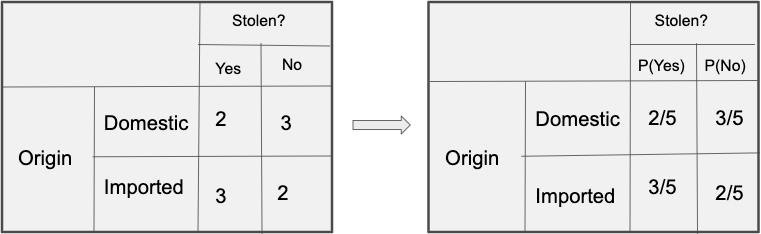 Stolen?
Yes No
Origin
Domestic 2 3
Imported 3 2
Stolen?
P(Yes) P(No)
Origin
Domestic 2/5 3/5
Imported 3/5 2/5